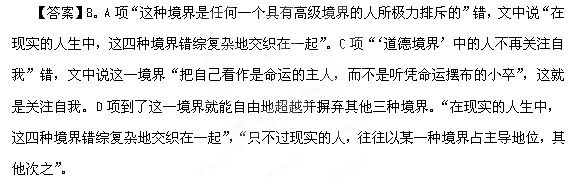 【答案】B。A 项“这种境界是任何一个具有高级境界的人所极力排斥的”错，文中说“在
现实的人生中，这四种境界错综复杂地交织在一起”。C 项“‘道德境界’中的人不再关注自
我”错，文中说这一境界“把自己看作是命运的主人，而不是听凭命运摆布的小卒”，这就
是关注自我。D 项到了这一境界就能自由地超越并摒弃其他三种境界。“在现实的人生中，
这四种境界错综复杂地交织在一起”，“只不过现实的人，往往以某一种境界占主导地位，其
他次之”。